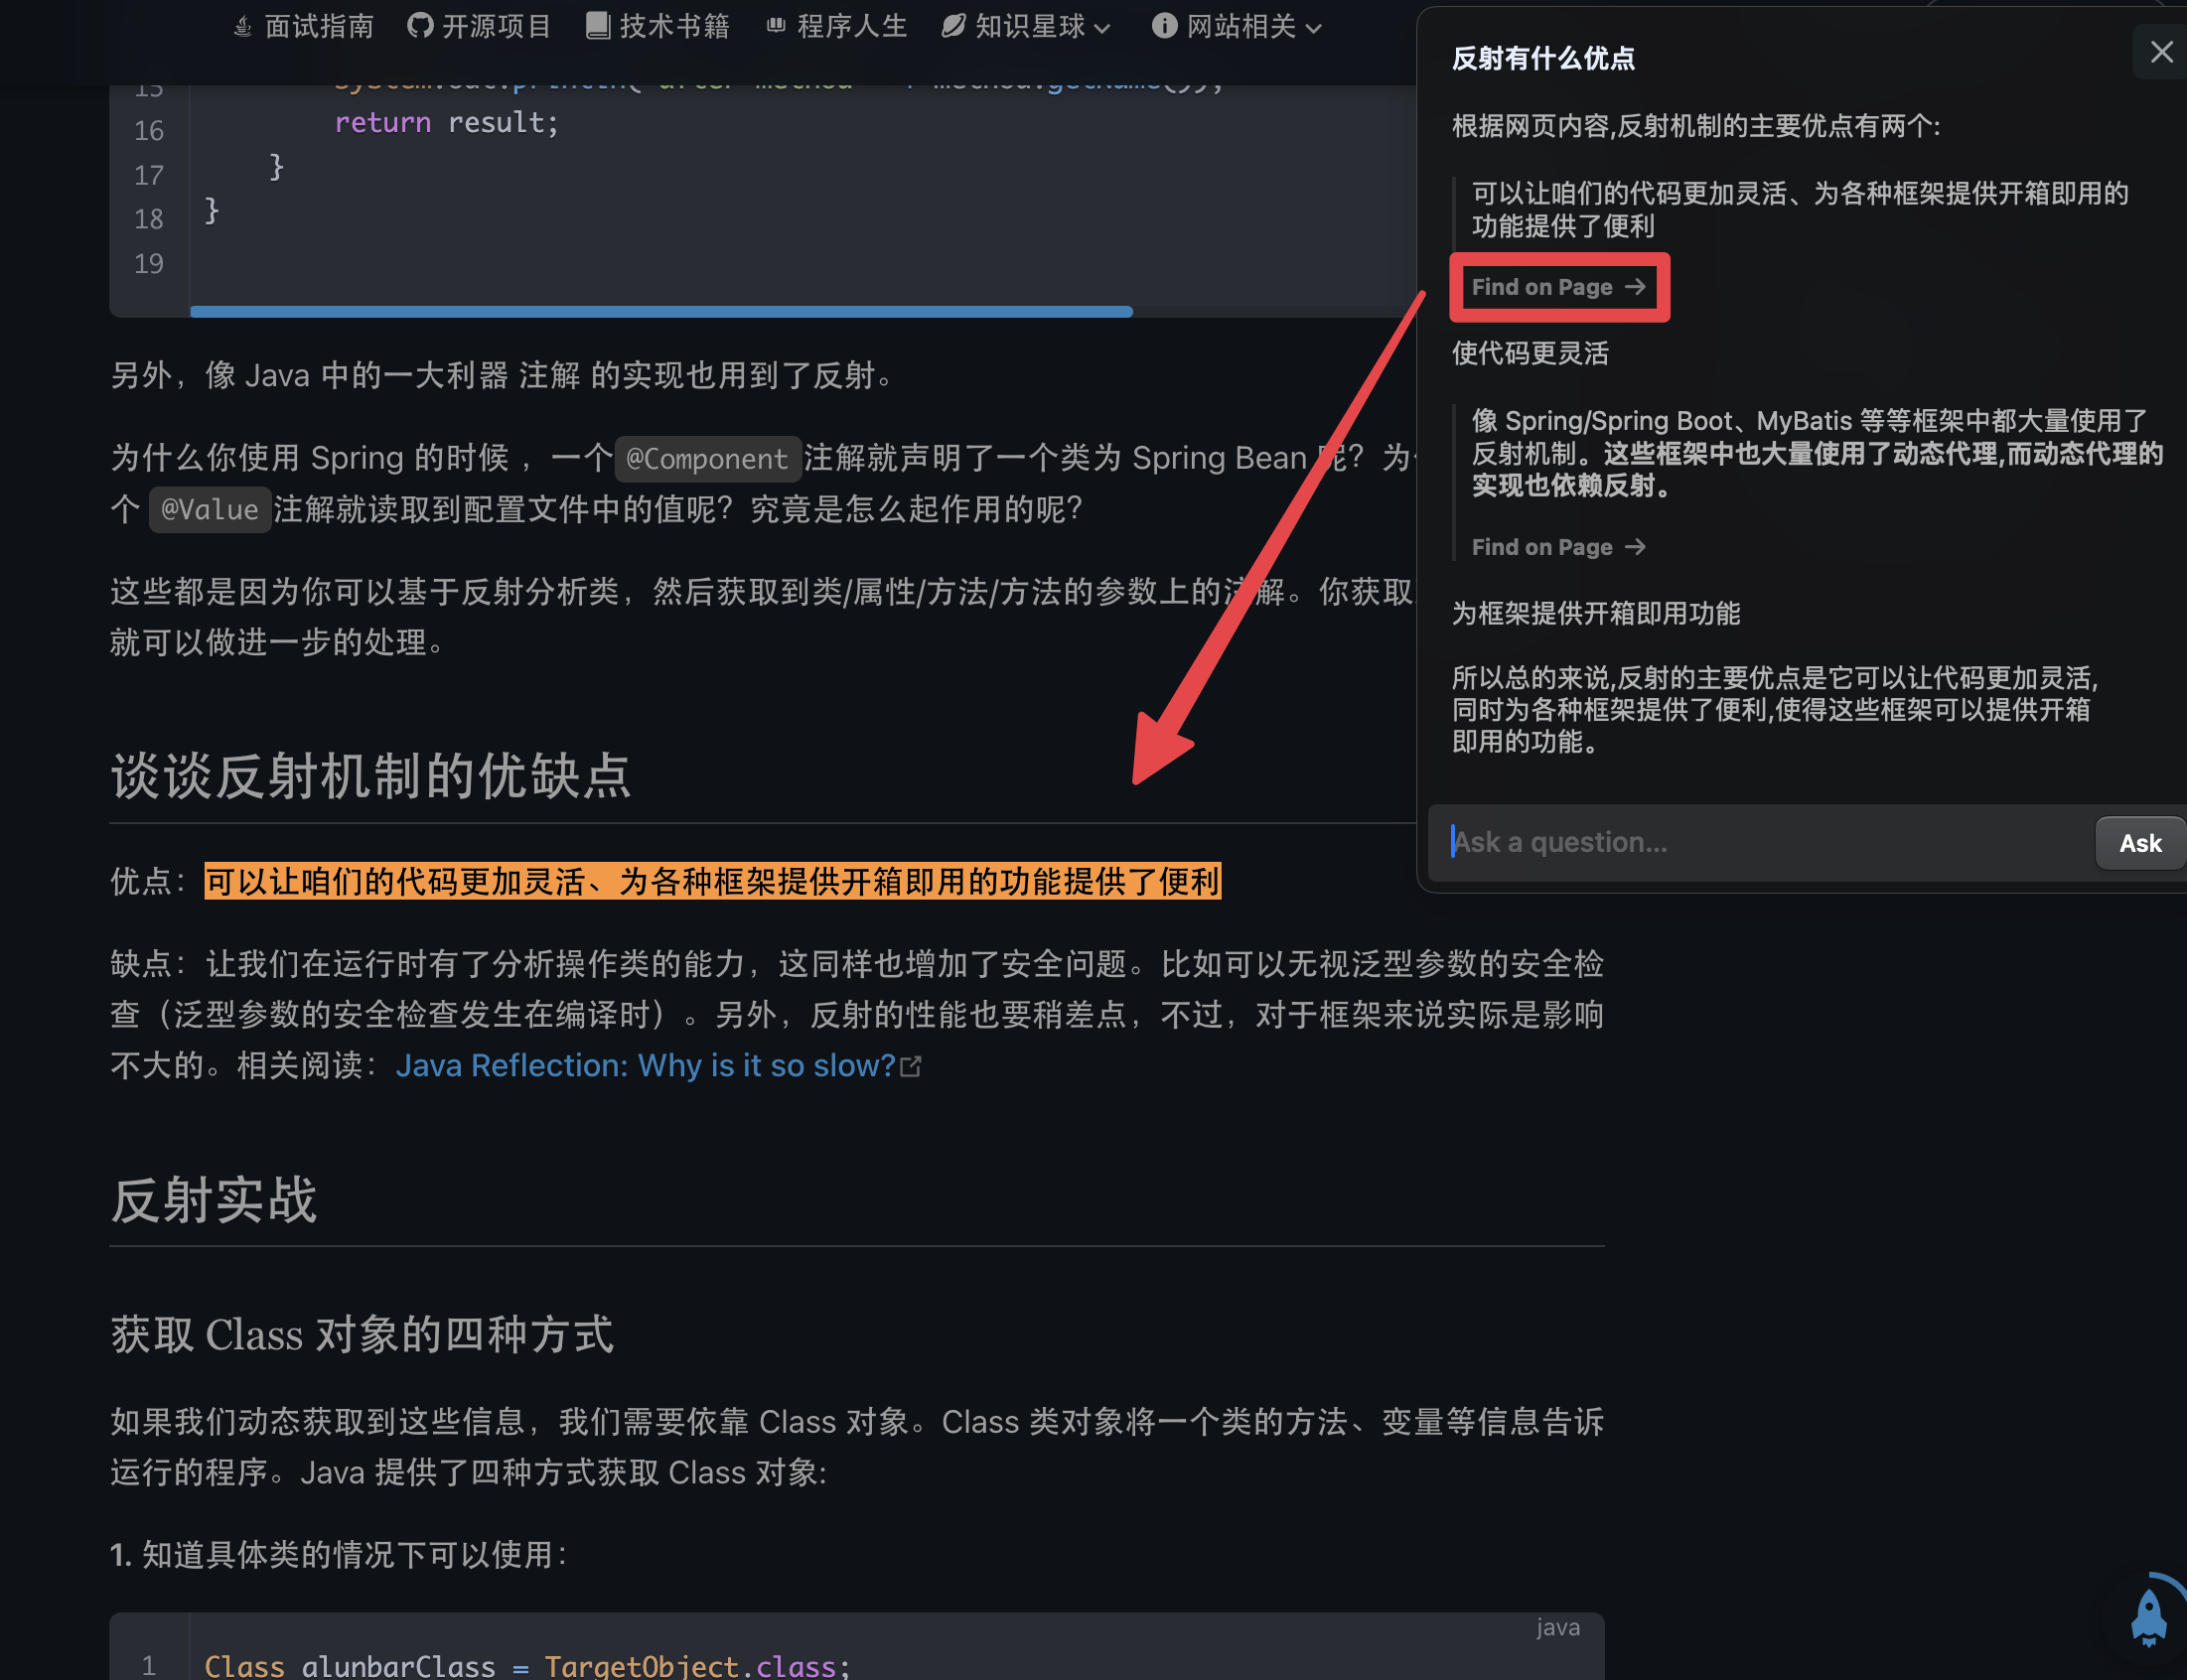 面试指南 开源项目 技术书籍 程序人生 知识星球 网站相关
15
16 return result;
17 }
18 }
19
另外，像 Java 中的一大利器 注解 的实现也用到了反射。
为什么你使用 Spring 的时候 ，一个@Component注解就声明了一个类为 Spring Bean 呢？为
个 @Value注解就读取到配置文件中的值呢？究竟是怎么起作用的呢？
这些都是因为你可以基于反射分析类，然后获取到类/属性/方法/方法的参数上的注解。你获取
就可以做进一步的处理。
谈谈反射机制的优缺点
优点：可以让咱们的代码更加灵活、为各种框架提供开箱即用的功能提供了便利
缺点：让我们在运行时有了分析操作类的能力，这同样也增加了安全问题。比如可以无视泛型参数的安全检
查（泛型参数的安全检查发生在编译时）。另外，反射的性能也要稍差点，不过，对于框架来说实际是影响
不大的。相关阅读：Java Reflection: Why is it so slow?
反射实战
获取 Class 对象的四种方式
如果我们动态获取到这些信息，我们需要依靠 Class 对象。Class 类对象将一个类的方法、变量等信息告诉
运行的程序。Java 提供了四种方式获取 Class 对象:
1. 知道具体类的情况下可以使用：
java
1 Class alunbarClass = TargetObject.class;
反射有什么优点
根据网页内容,反射机制的主要优点有两个:
可以让咱们的代码更加灵活、为各种框架提供开箱即用的
功能提供了便利
Find on Page →
使代码更灵活
像 Spring/Spring Boot、MyBatis 等等框架中都大量使用了
反射机制。这些框架中也大量使用了动态代理,而动态代理的
实现也依赖反射。
Find on Page →
为框架提供开箱即用功能
所以总的来说,反射的主要优点是它可以让代码更加灵活,
同时为各种框架提供了便利,使得这些框架可以提供开箱
即用的功能。
Ask a question...
Ask